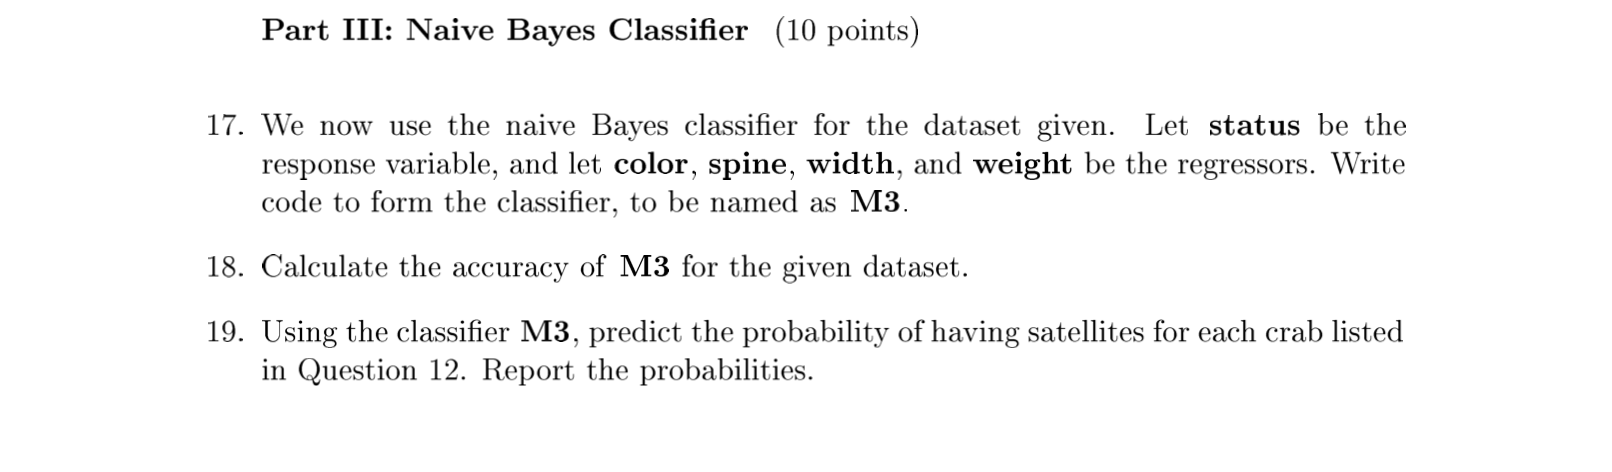 Part III: Naive Bayes Classifier (10 points)
17. We now use the naive Bayes classifier for the dataset given. Let status be the
response variable, and let color, spine, width, and weight be the regressors. Write
code to form the classifier, to be named as M3.
18. Calculate the accuracy of M3 for the given dataset.
19. Using the classifier M3, predict the probability of having satellites for each crab listed
in Question 12. Report the probabilities.